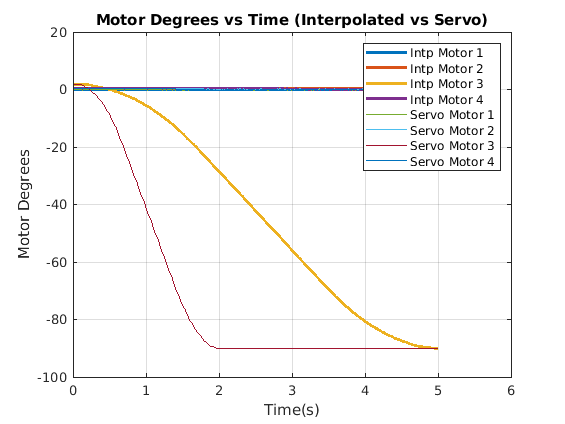 Motor Degrees vs Time (Interpolated vs Servo)
20
0
-20
-40
-60
-80
-100
Motor Degrees
Intp Motor 1
Intp Motor 2
Intp Motor 3
Intp Motor 4
Servo Motor 1
Servo Motor 2
Servo Motor 3
Servo Motor 4
0 1 2 3 4 5 6
Time(s)